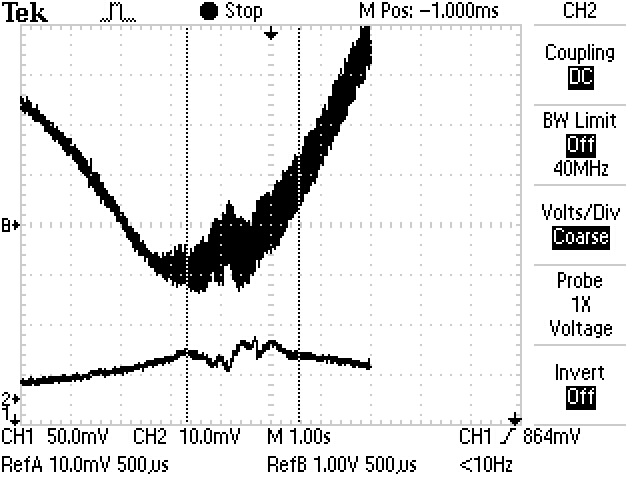 Tek Stop M Pos: -1.000ms CH2
Coupling
DC
BW Limit
Off
40MHz
Volts/Div
Coarse
Probe
1X
Voltage
Invert
Off
B
2
1
CH1 50.0mV CH2 10.0mV M 1.00s CH1 864mV
RefA 10.0mV 500µs RefB 1.00V 500µs <10Hz